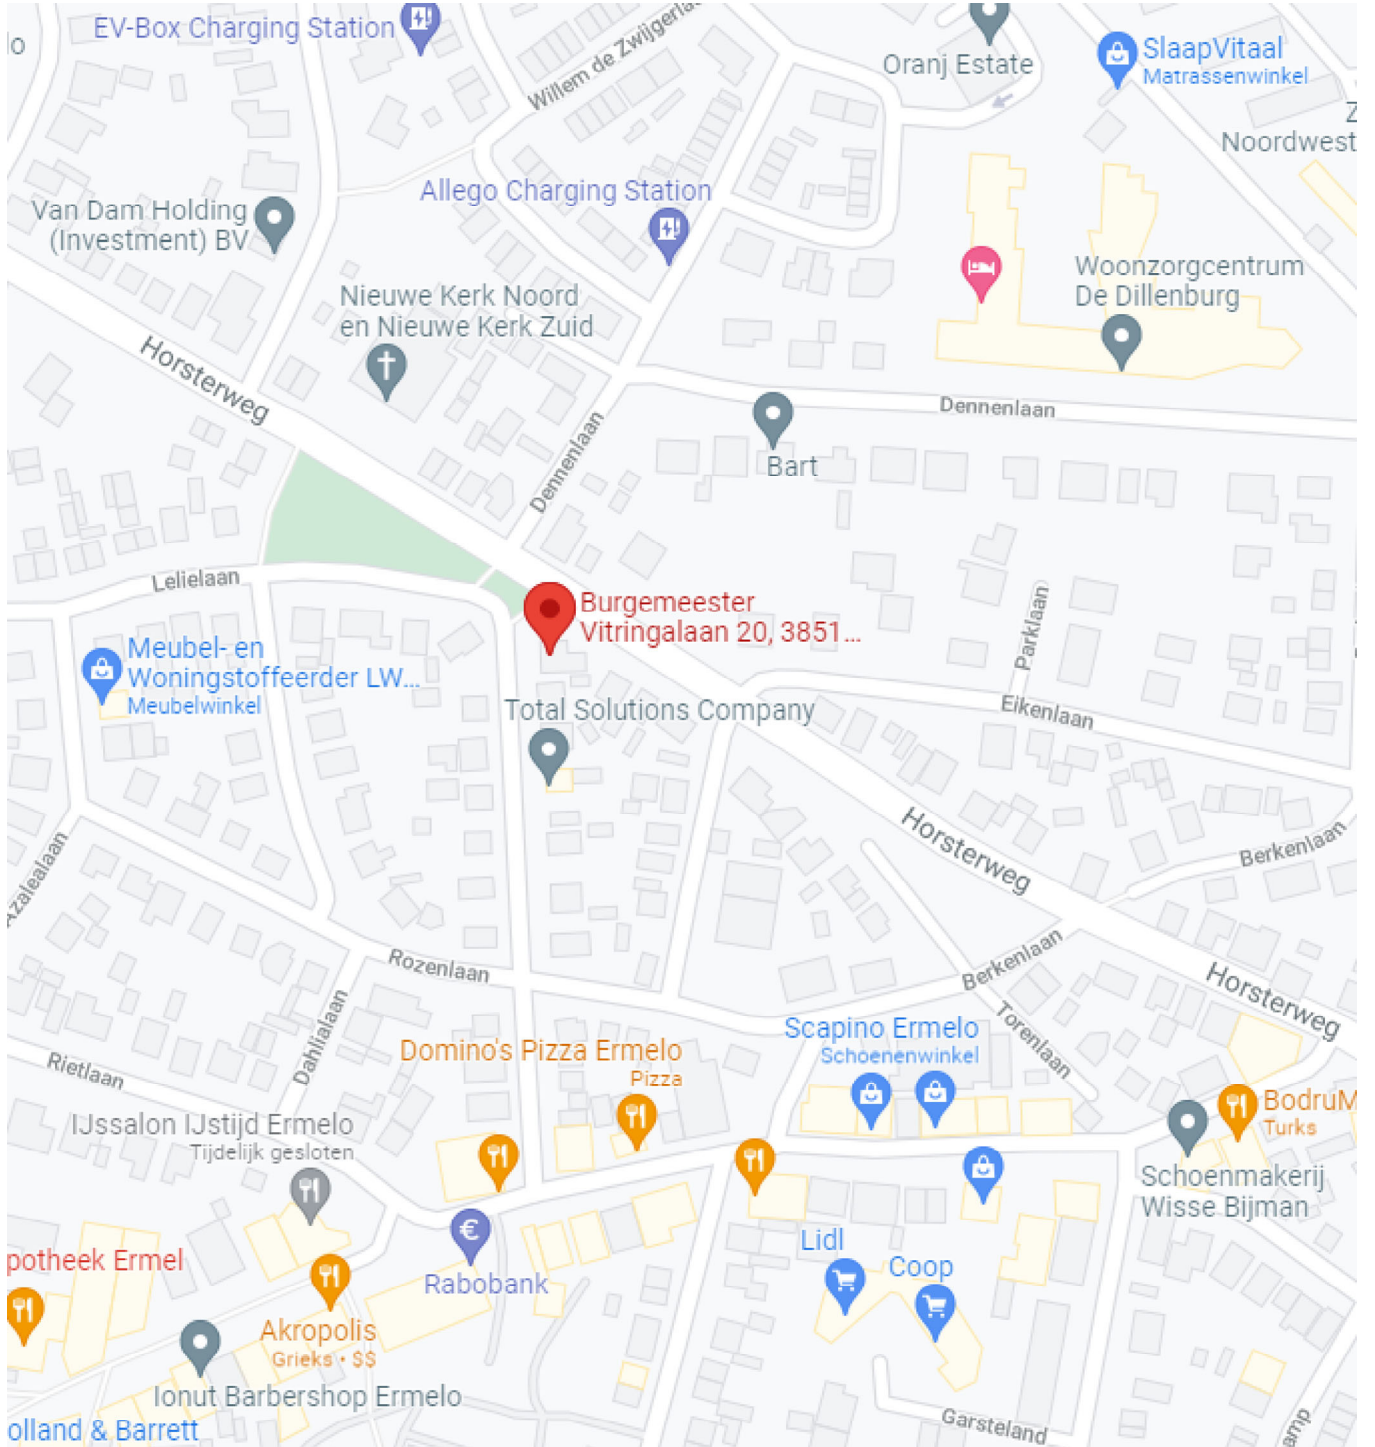 EV-Box Charging Station
lo
Willem de Zwijgerla
Oranj Estate
SlaapVitaal
Matrassenwinkel
Z
Noordwest
Allego Charging Station
Van Dam Holding
(Investment) BV
Woonzorgcentrum
De Dillenburg
Nieuwe Kerk Noord
en Nieuwe Kerk Zuid
Horsterweg
Dennenlaan
Dennenlaan
Bart
Lelielaan
Burgemeester
Vitringalaan 20, 3851...
Parklaan
Meubel- en
Woningstoffeerder LW...
Meubelwinkel
Total Solutions Company
Eikenlaan
Horsterweg
Berkenlaan
Azalealaan
Rozenlaan
Berkenlaan
Horsterweg
Dahlialaan
Torenlaan
Scapino Ermelo
Schoenenwinkel
Domino's Pizza Ermelo
Pizza
Rietlaan
BodruM
Turks
IJssalon IJstijd Ermelo
Tijdelijk gesloten
Schoenmakerij
Wisse Bijman
Lidl
potheek Ermel
Coop
Rabobank
Akropolis
Grieks • $$
Ionut Barbershop Ermelo
olland & Barrett
Garsteland
amp